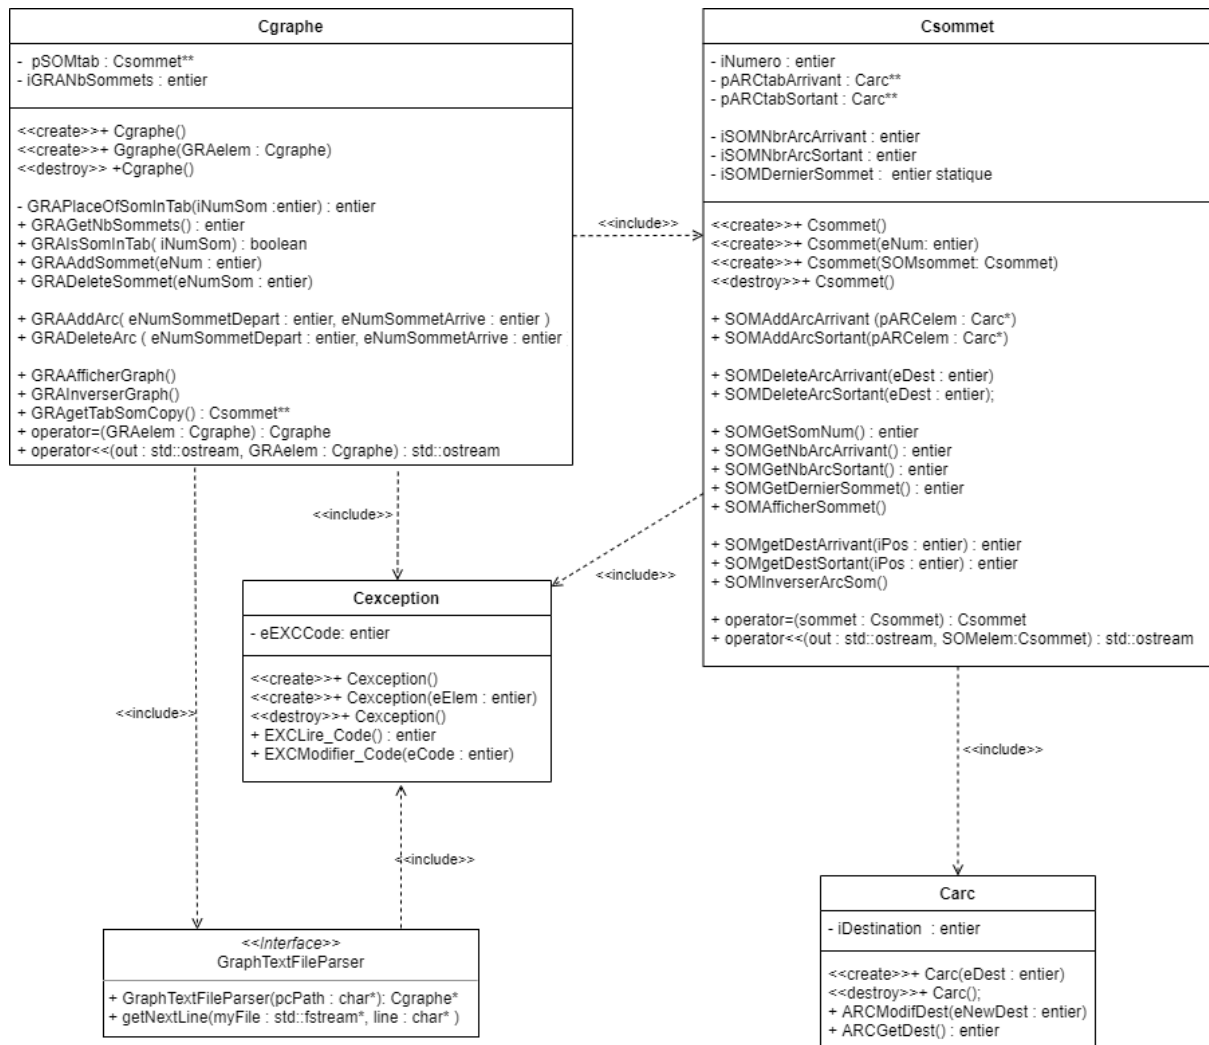 Cgraphe
- pSOMtab : Csommet**
- iGRANbSommets : entier
<<create>>+ Cgraphe()
<<create>>+ Ggraphe(GRAelem : Cgraphe)
<<destroy>> +Cgraphe()
- GRAPlaceOfSomInTab(iNumSom :entier) : entier
+ GRAGetNbSommets() : entier
+ GRAIsSomInTab( iNumSom) : boolean
+ GRAAddSommet(eNum : entier)
+ GRADeleteSommet(eNumSom : entier)
+ GRAAddArc( eNumSommetDepart : entier, eNumSommetArrive : entier )
+ GRADeleteArc ( eNumSommetDepart : entier, eNumSommetArrive : entier
+ GRAAfficherGraph()
+ GRAInverserGraph()
+ GRAgetTabSomCopy() : Csommet**
+ operator=(GRAelem : Cgraphe) : Cgraphe
+ operator<<(out : std::ostream, GRAelem : Cgraphe) : std::ostream
<<include>>
Csommet
- iNumero : entier
- pARCtabArrivant : Carc**
- pARCtabSortant : Carc**
- iSOMNbrArcArrivant : entier
- iSOMNbrArcSortant : entier
- iSOMDernierSommet : entier statique
<<create>>+ Csommet()
<<create>>+ Csommet(eNum: entier)
<<create>>+ Csommet(SOMsommet: Csommet)
<<destroy>>+ Csommet()
+ SOMAddArcArrivant (pARCelem : Carc*)
+ SOMAddArcSortant(pARCelem : Carc*)
+ SOMDeleteArcArrivant(eDest : entier)
+ SOMDeleteArcSortant(eDest : entier);
+ SOMGetSomNum() : entier
+ SOMGetNbArcArrivant() : entier
+ SOMGetNbArcSortant() : entier
+ SOMGetDernierSommet() : entier
+ SOMAfficherSommet()
+ SOMgetDestArrivant(iPos : entier) : entier
+ SOMgetDestSortant(iPos : entier) : entier
+ SOMInverserArcSom()
+ operator=(sommet : Csommet) : Csommet
+ operator<<(out : std::ostream, SOMelem:Csommet) : std::ostream
<<include>>
<<include>>
Cexception
- eEXCCode: entier
<<create>>+ Cexception()
<<create>>+ Cexception(eElem : entier)
<<destroy>>+ Cexception()
+ EXCLire_Code() : entier
+ EXCModifier_Code(eCode : entier)
<<include>>
<<include>>
<<include>>
<<Interface>>
GraphTextFileParser
+ GraphTextFileParser(pcPath : char*): Cgraphe*
+ getNextLine(myFile : std::fstream*, line : char* )
Carc
- iDestination : entier
<<create>>+ Carc(eDest : entier)
<<destroy>>+ Carc();
+ ARCModifDest(eNewDest : entier)
+ ARCGetDest() : entier